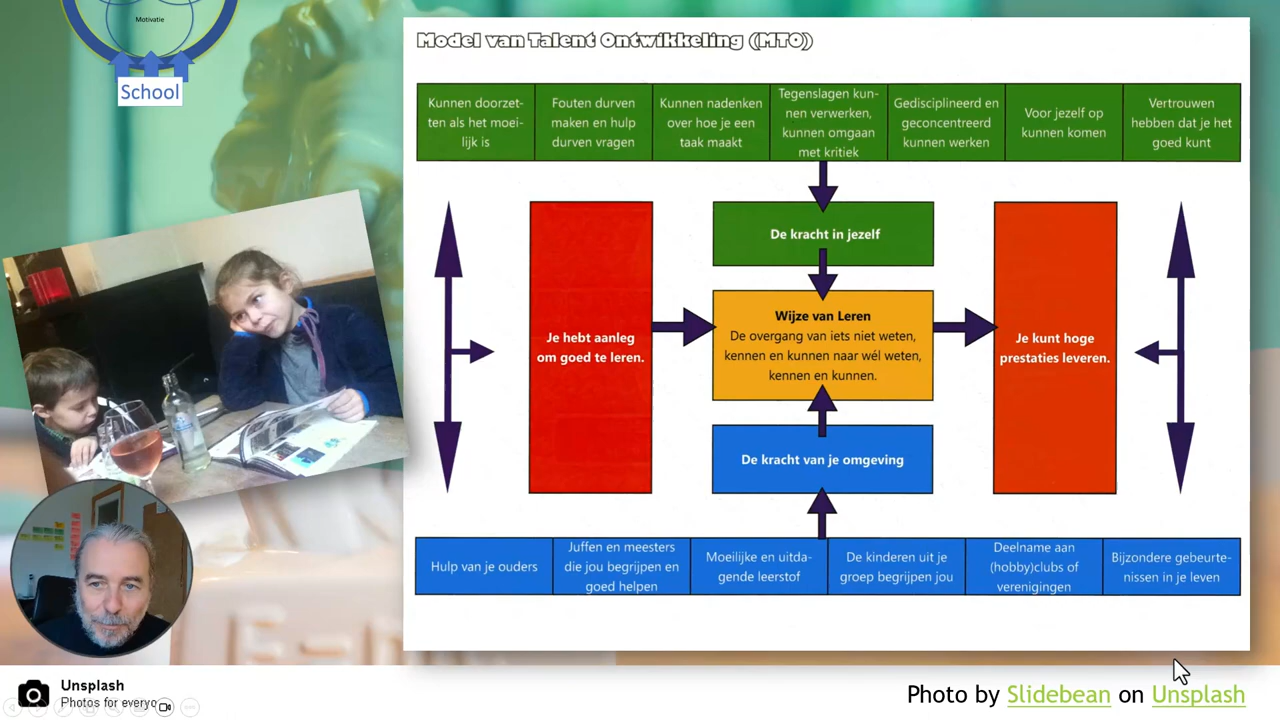 Motivatie
School
Model van Talent Ontwikkeling (MTO)
Kunnen doorzet-
ten als het moei-
lijk is
Fouten durven
maken en hulp
durven vragen
Kunnen nadenken
over hoe je een
taak maakt
Tegenslagen kun-
nen verwerken,
kunnen omgaan
met kritiek
Gedisciplineerd en
geconcentreerd
kunnen werken
Voor jezelf op
kunnen komen
Vertrouwen
hebben dat je het
goed kunt
De kracht in jezelf
Je hebt aanleg
om goed te leren.
Wijze van Leren
De overgang van iets niet weten,
kennen en kunnen naar wél weten,
kennen en kunnen.
Je kunt hoge
prestaties leveren.
De kracht van je omgeving
Hulp van je ouders
Juffen en meesters
die jou begrijpen en
goed helpen
Moeilijke en uitda-
gende leerstof
De kinderen uit je
groep begrijpen jou
Deelname aan
(hobby)clubs of
verenigingen
Bijzondere gebeurte-
nissen in je leven
Unsplash
Photos for everyo
Photo by Slidebean on Unsplash